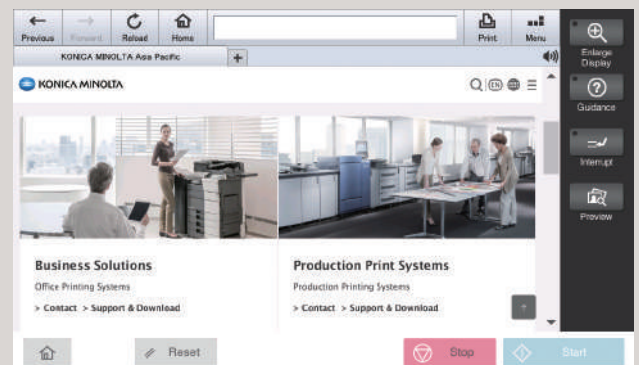 Previous Forward Reload Home Print Menu
KONICA MINOLTA Asia Pacific +
Enlarge
Display
KONICA MINOLTA EN
Guidance
Interrupt
Preview
Business Solutions
Office Printing Systems
> Contact > Support & Download
Production Print Systems
Production Printing Systems
> Contact > Support & Download
Reset Stop Start